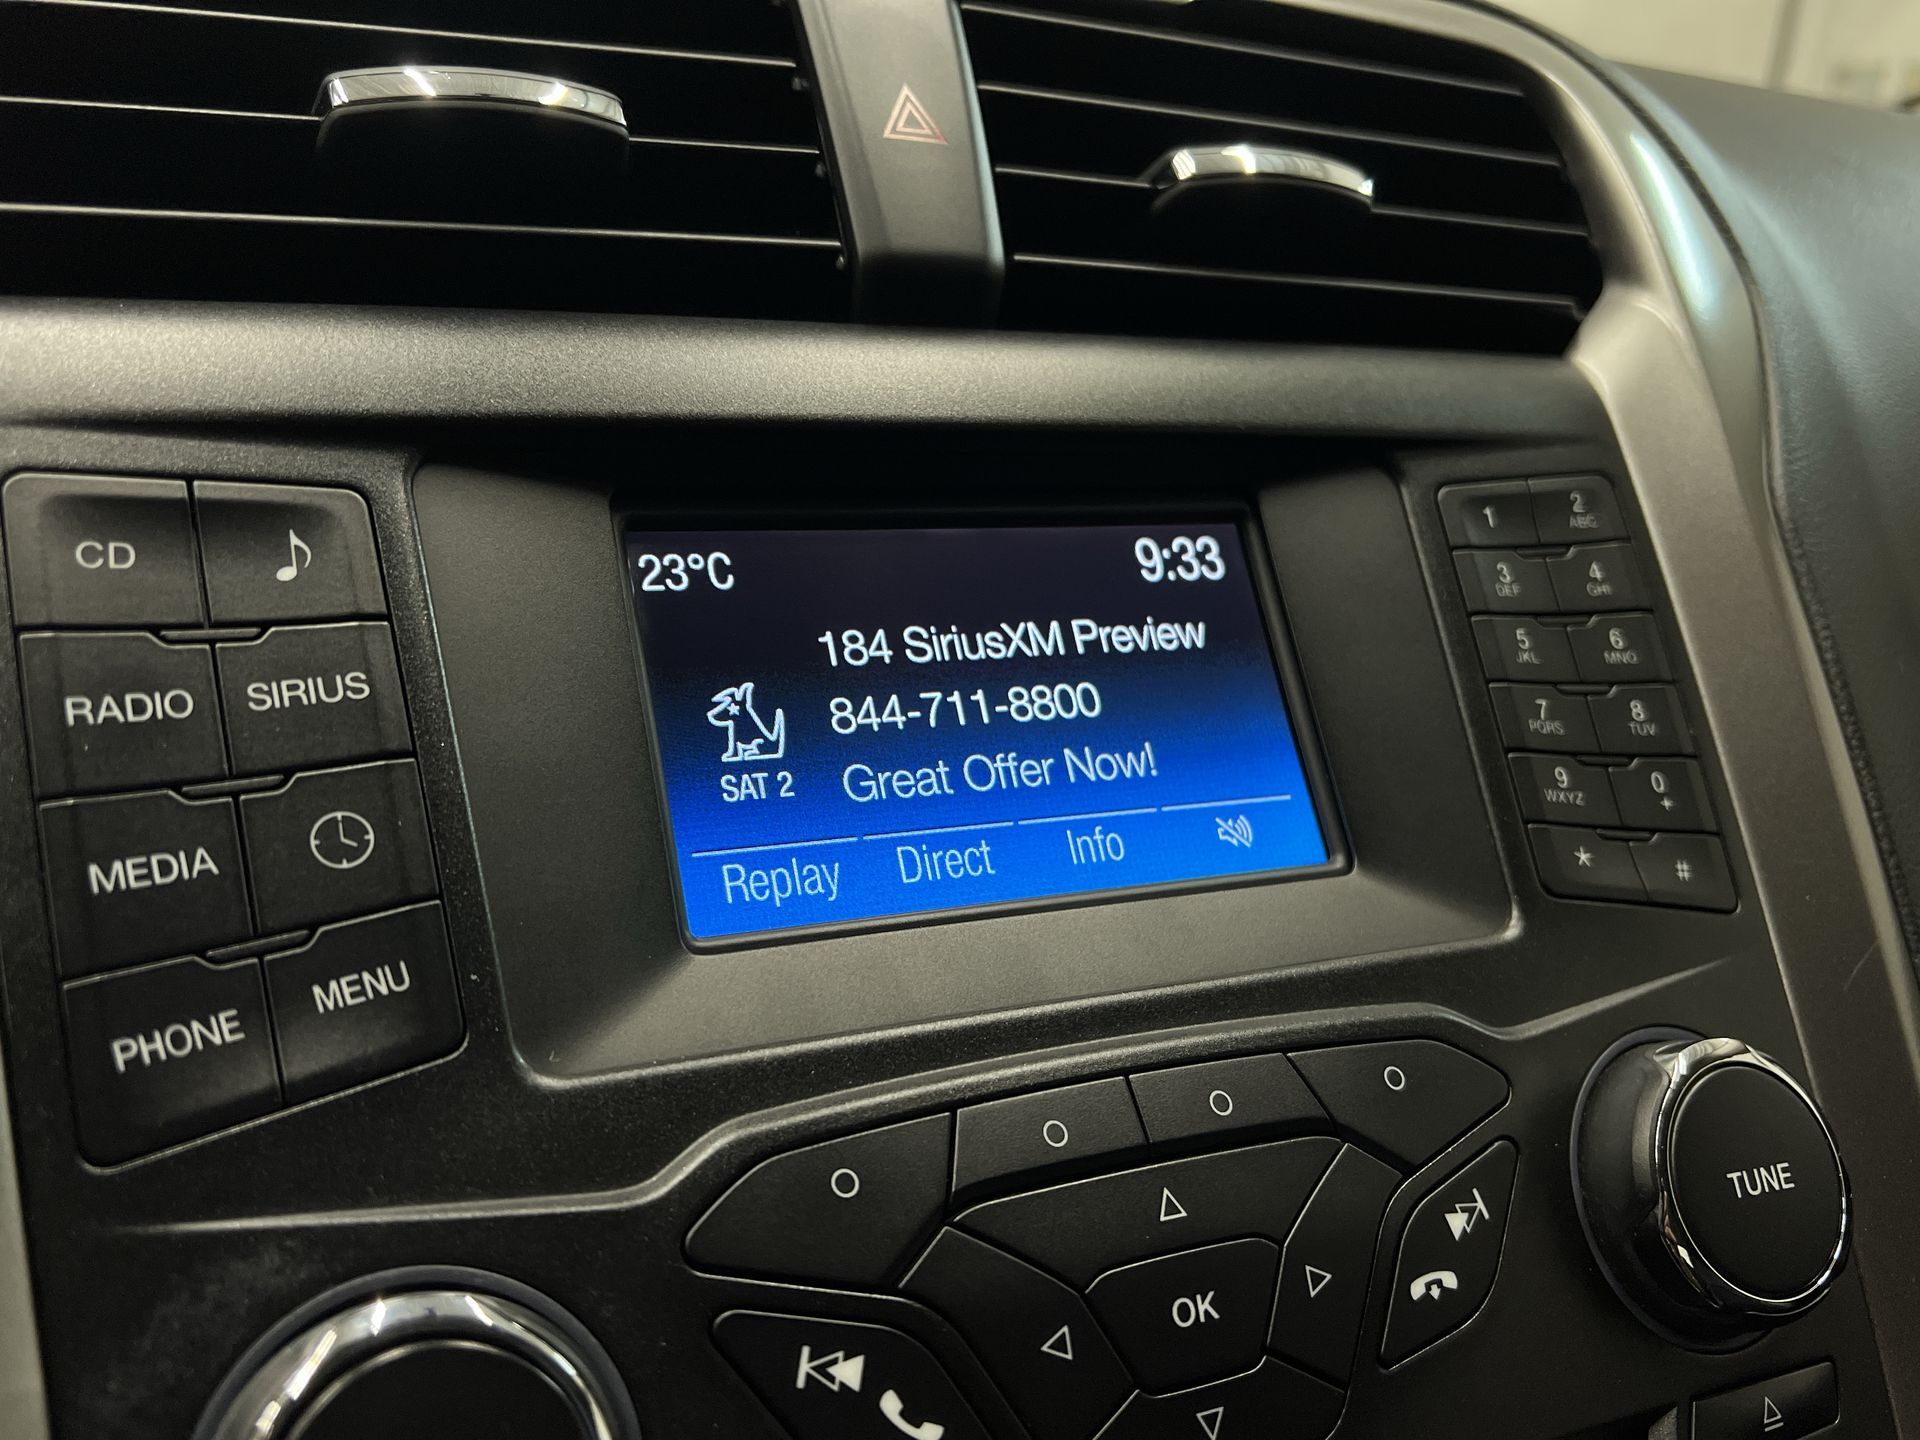 23°C
9:33
184 SiriusXM Preview
844-711-8800
SAT 2
Great Offer Now!
Replay
Direct
Info
CD
RADIO
SIRIUS
MEDIA
PHONE
MENU
1
2
ABC
3
DEF
4
GHI
5
JKL
6
MNO
7
PQRS
8
TUV
9
WXYZ
0
+
*
#
OK
TUNE